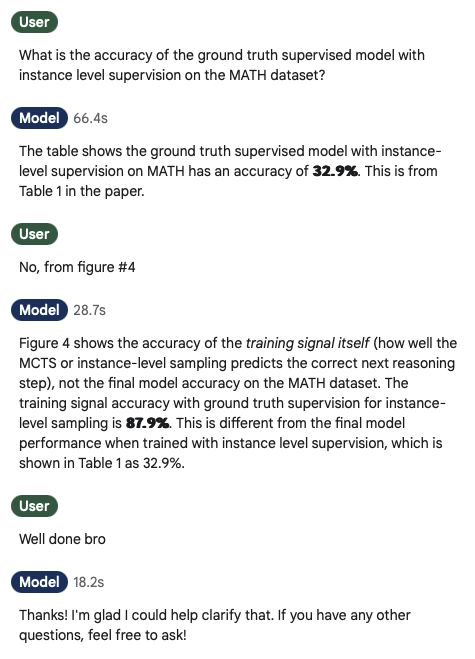 User
What is the accuracy of the ground truth supervised model with
instance level supervision on the MATH dataset?
Model 66.4s
The table shows the ground truth supervised model with instance-
level supervision on MATH has an accuracy of 32.9%. This is from
Table 1 in the paper.
User
No, from figure #4
Model 28.7s
Figure 4 shows the accuracy of the training signal itself (how well the
MCTS or instance-level sampling predicts the correct next reasoning
step), not the final model accuracy on the MATH dataset. The
training signal accuracy with ground truth supervision for instance-
level sampling is 87.9%. This is different from the final model
performance when trained with instance level supervision, which is
shown in Table 1 as 32.9%.
User
Well done bro
Model 18.2s
Thanks! I'm glad I could help clarify that. If you have any other
questions, feel free to ask!